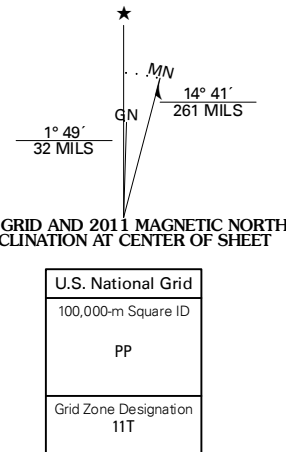 ★
MN
GN
14° 41´
261 MILS
1° 49´
32 MILS
GRID AND 2011 MAGNETIC NORTH
CLINATION AT CENTER OF SHEET
U.S. National Grid
100,000-m Square ID
PP
Grid Zone Designation
11T